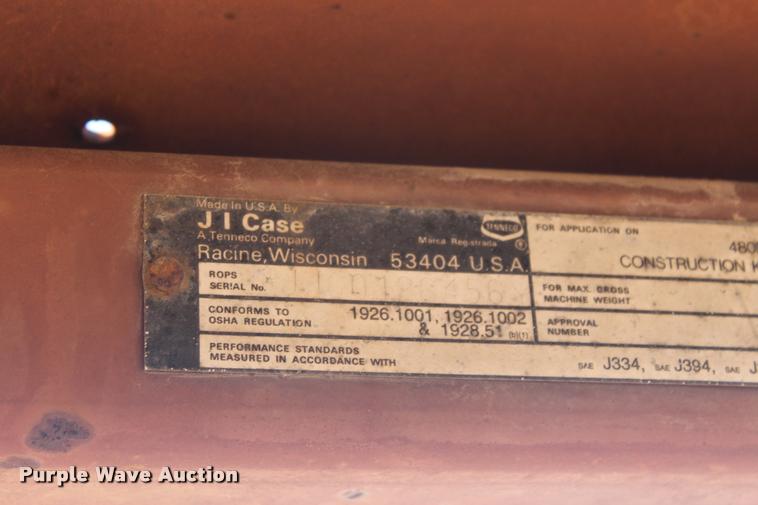 Made in U.S.A. By
J I Case
A Tenneco Company
Marca Registrada
TENNECO
®
Racine, Wisconsin 53404 U.S.A.
ROPS
SERIAL No.
CONFORMS TO
OSHA REGULATION
1926.1001, 1926.1002
& 1928.51 (b)(1)
PERFORMANCE STANDARDS
MEASURED IN ACCORDANCE WITH
SAE J334, SAE J394, SAE J
FOR APPLICATION ON
480
CONSTRUCTION K
FOR MAX. GROSS
MACHINE WEIGHT
APPROVAL
NUMBER
Purple Wave Auction